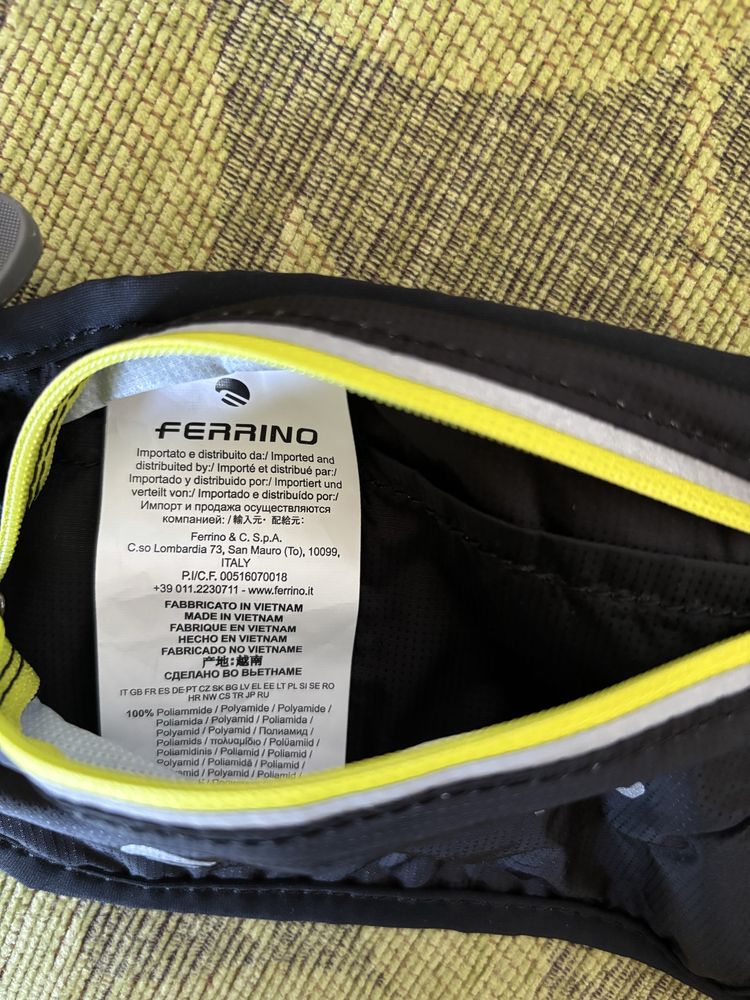 FERRINO
Importato e distribuito da:/ Imported and
distribuited by:/ Importé et distribué par:/
Importado y distribuido por:/ Importiert und
verteilt von:/ Importado e distribuído por:/
Импорт и продажа осуществляются
компанией: / 輸入元・ 配給元:
Ferrino & C. S.p.A.
C.so Lombardia 73, San Mauro (To), 10099,
ITALY
P.I/C.F. 00516070018
+39 011.2230711 - www.ferrino.it
FABBRICATO IN VIETNAM
MADE IN VIETNAM
FABRIQUE EN VIETNAM
HECHO EN VIETNAM
FABRICADO NO VIETNAME
产地:越南
СДЕЛАНО ВО ВЬЕТНАМЕ
IT GB FR ES DE PT CZ SK BG LV EL EE LT PL SI SE RO
HR NW CS TR JP RU
100% Poliammide / Polyamide / Polyamide /
Poliamida / Polyamid / Poliamida /
Polyamid / Polyamid / Полиамид /
Poliamīds / πολυαμίδιο / Polüamiid /
Poliamidinis / Poliamid / Poliamid /
Polyamid / Poliamidă / Poliamid /